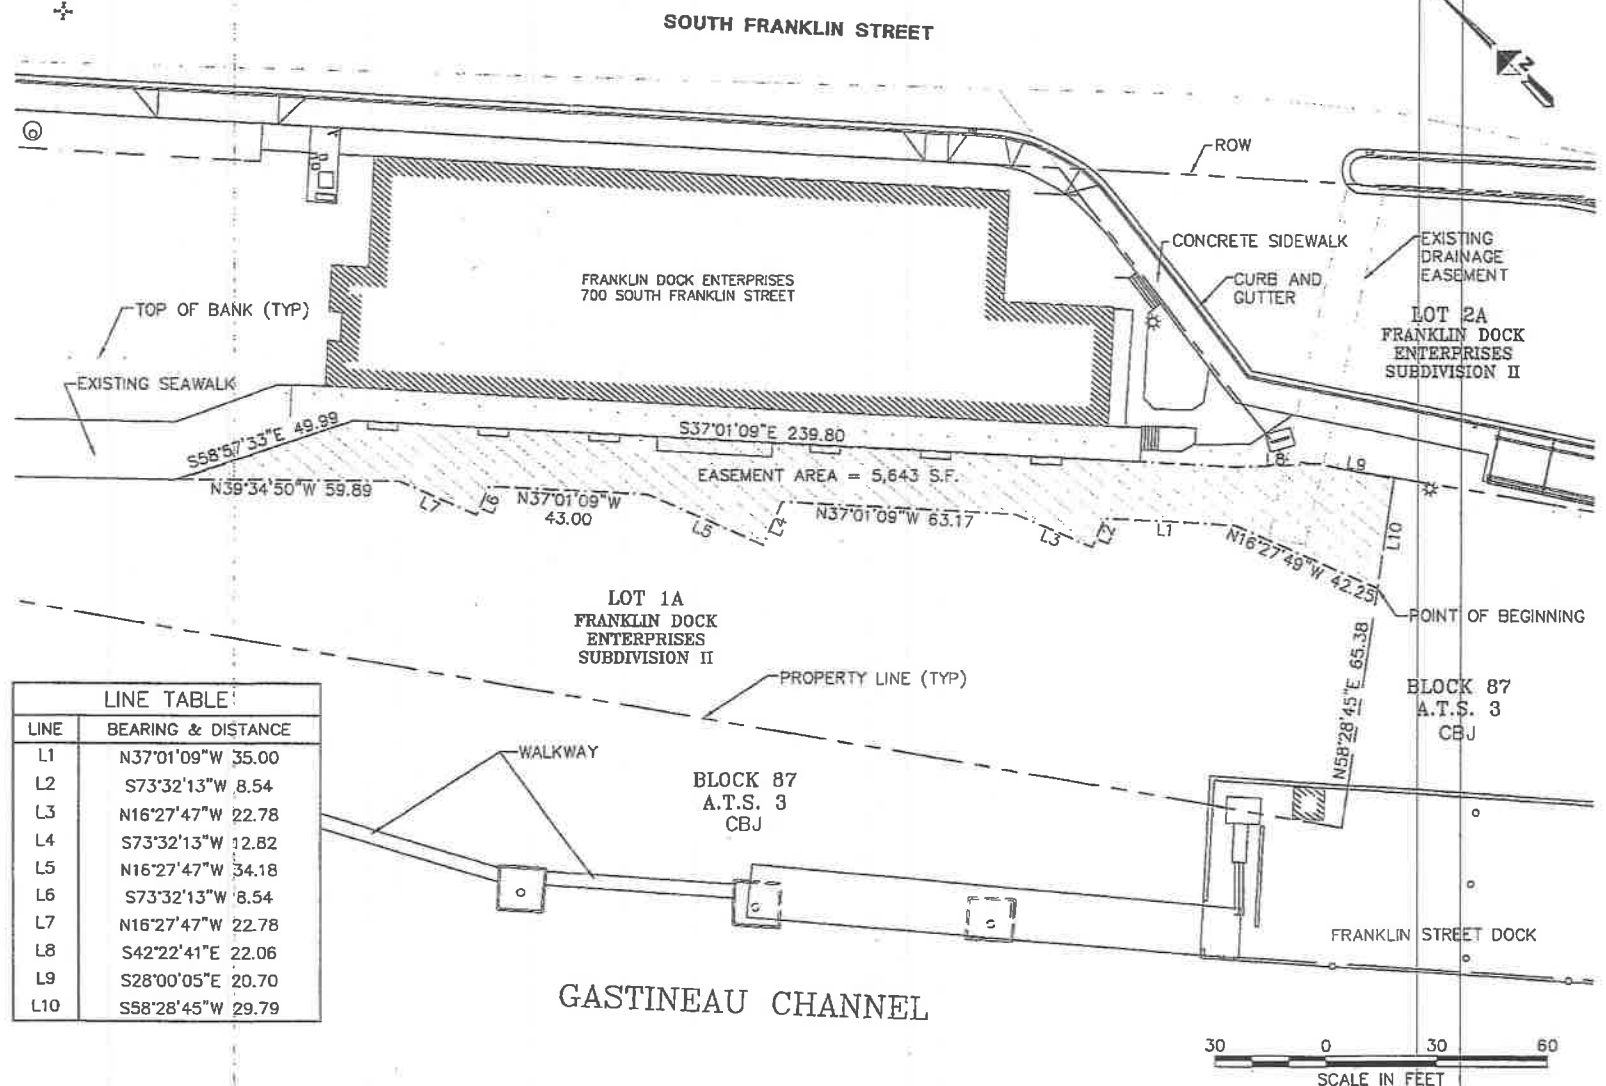 SOUTH FRANKLIN STREET
N
ROW
CONCRETE SIDEWALK
EXISTING
DRAINAGE
EASEMENT
CURB AND
GUTTER
FRANKLIN DOCK ENTERPRISES
700 SOUTH FRANKLIN STREET
TOP OF BANK (TYP)
LOT 2A
FRANKLIN DOCK
ENTERPRISES
SUBDIVISION II
EXISTING SEAWALK
S58°57'33"E 49.99
S37°01'09"E 239.80
L8
L9
EASEMENT AREA = 5,643 S.F.
N39°34'50"W 59.89
L7
L6
N37°01'09"W
43.00
L5
L4
N37°01'09"W 63.17
L3
L2
L1
N16°27'49"W 42.25
L10
POINT OF BEGINNING
LOT 1A
FRANKLIN DOCK
ENTERPRISES
SUBDIVISION II
PROPERTY LINE (TYP)
N58°28'45"E 65.38
BLOCK 87
A.T.S. 3
CBJ
LINE TABLE
LINE BEARING & DISTANCE
L1 N37°01'09"W 35.00
L2 S73°32'13"W 8.54
L3 N16°27'47"W 22.78
L4 S73°32'13"W 12.82
L5 N16°27'47"W 34.18
L6 S73°32'13"W 8.54
L7 N16°27'47"W 22.78
L8 S42°22'41"E 22.06
L9 S28°00'05"E 20.70
L10 S58°28'45"W 29.79
WALKWAY
BLOCK 87
A.T.S. 3
CBJ
FRANKLIN STREET DOCK
GASTINEAU CHANNEL
30 0 30 60
SCALE IN FEET